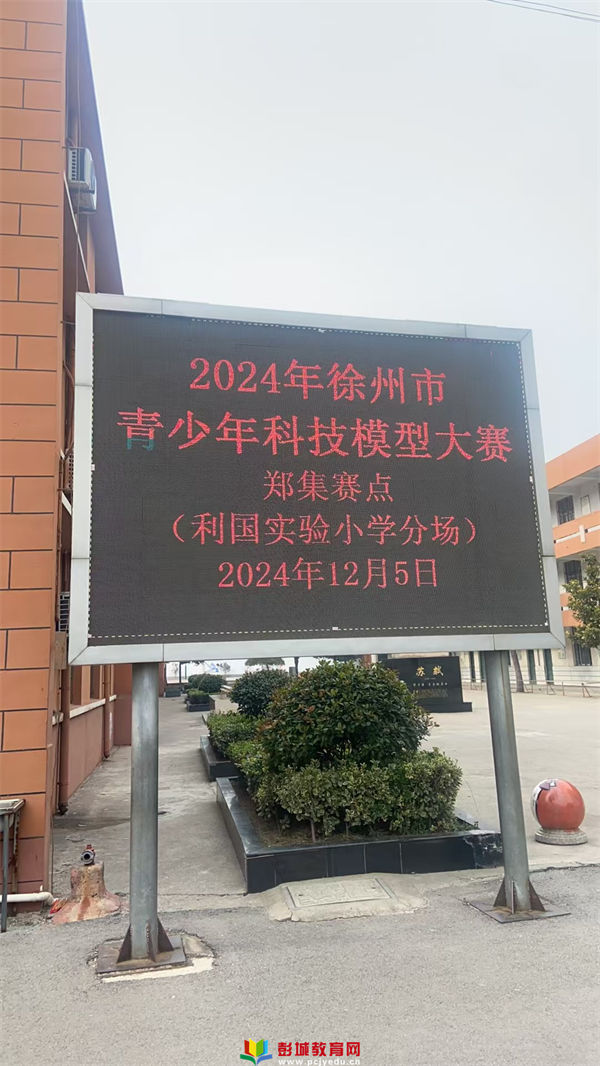 2024年徐州市
青少年科技模型大赛
郑集赛点
（利国实验小学分场）
2024年12月5日
彭城教育网
www.pcjyedu.cn